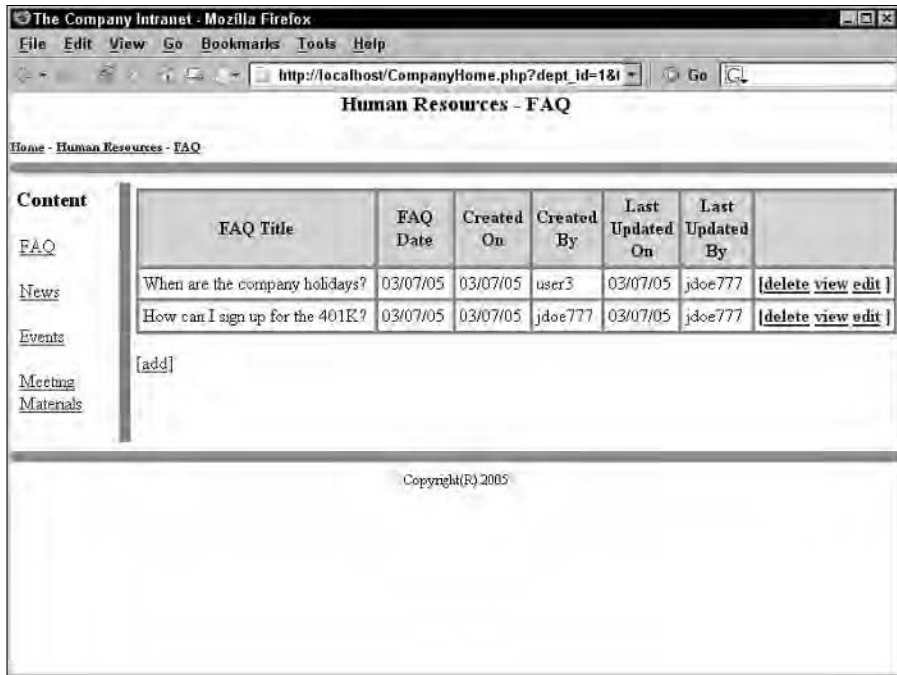 The Company Intranet - Mozilla Firefox
File Edit View Go Bookmarks Tools Help
http://localhost/CompanyHome.php?dept_id=1& Go G
Human Resources - FAQ
Home - Human Resources - FAQ
Content
FAQ
News
Events
Meeting
Materials
FAQ Title FAQ Date Created On Created By Last Updated On Last Updated By
When are the company holidays? 03/07/05 03/07/05 user3 03/07/05 jdoe777 [delete view edit ]
How can I sign up for the 401K? 03/07/05 03/07/05 jdoe777 03/07/05 jdoe777 [delete view edit ]
[add]
Copyright(R) 2005